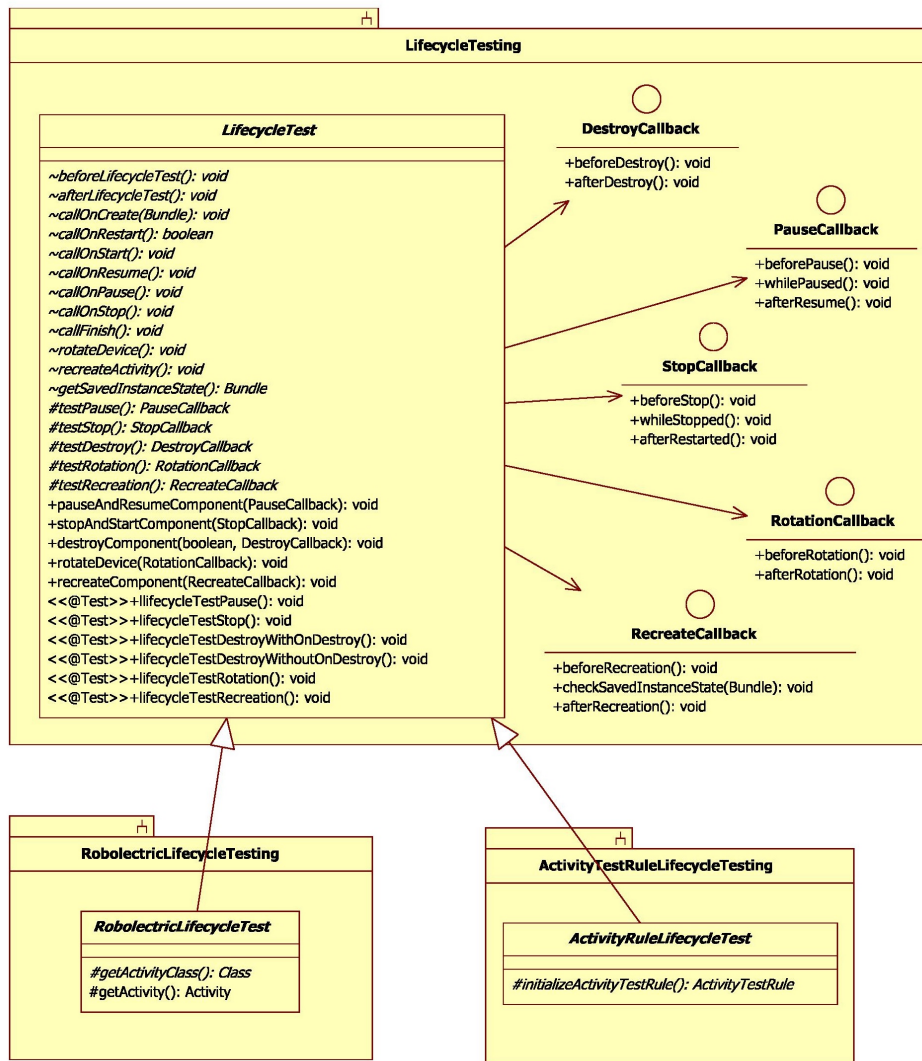 LifecycleTesting
LifecycleTest
~beforeLifecycleTest(): void
~afterLifecycleTest(): void
~callOnCreate(Bundle): void
~callOnRestart(): boolean
~callOnStart(): void
~callOnResume(): void
~callOnPause(): void
~callOnStop(): void
~callFinish(): void
~rotateDevice(): void
~recreateActivity(): void
~getSavedInstanceState(): Bundle
#testPause(): PauseCallback
#testStop(): StopCallback
#testDestroy(): DestroyCallback
#testRotation(): RotationCallback
#testRecreation(): RecreateCallback
+pauseAndResumeComponent(PauseCallback): void
+stopAndStartComponent(StopCallback): void
+destroyComponent(boolean, DestroyCallback): void
+rotateDevice(RotationCallback): void
+recreateComponent(RecreateCallback): void
<<@Test>>+llifecycleTestPause(): void
<<@Test>>+lifecycleTestStop(): void
<<@Test>>+lifecycleTestDestroyWithOnDestroy(): void
<<@Test>>+lifecycleTestDestroyWithoutOnDestroy(): void
<<@Test>>+lifecycleTestRotation(): void
<<@Test>>+lifecycleTestRecreation(): void
DestroyCallback
+beforeDestroy(): void
+afterDestroy(): void
PauseCallback
+beforePause(): void
+whilePaused(): void
+afterResume(): void
StopCallback
+beforeStop(): void
+whileStopped(): void
+afterRestarted(): void
RotationCallback
+beforeRotation(): void
+afterRotation(): void
RecreateCallback
+beforeRecreation(): void
+checkSavedInstanceState(Bundle): void
+afterRecreation(): void
RobolectricLifecycleTesting
RobolectricLifecycleTest
#getActivityClass(): Class
#getActivity(): Activity
ActivityTestRuleLifecycleTesting
ActivityRuleLifecycleTest
#initializeActivityTestRule(): ActivityTestRule